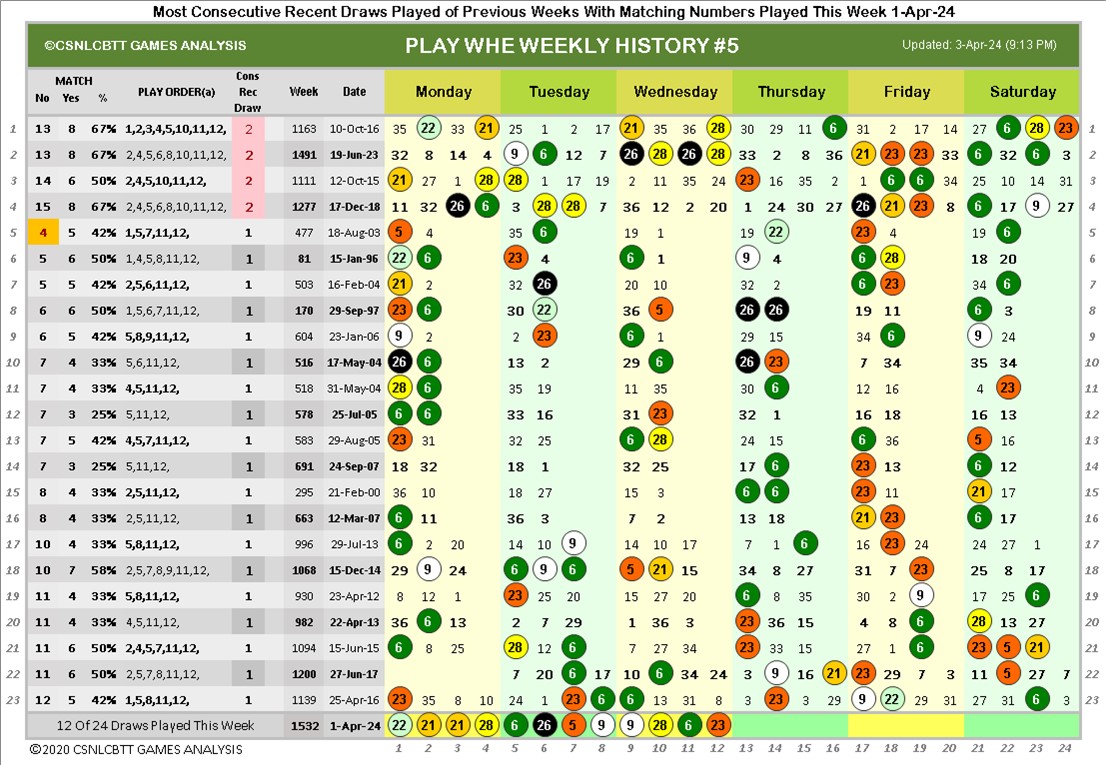 Most Consecutive Recent Draws Played of Previous Weeks With Matching Numbers Played This Week 1-Apr-24
©CSNLCBTT GAMES ANALYSIS PLAY WHE WEEKLY HISTORY #5 Updated: 3-Apr-24 (9:13 PM)
No MATCH Yes % PLAY ORDER(a) Cons Rec Draw Week Date Monday Tuesday Wednesday Thursday Friday Saturday
1 13 8 67% 1,2,3,4,5,10,11,12, 2 1163 10-Oct-16 35 22 33 21 25 1 2 17 21 35 36 28 30 29 11 6 31 2 17 14 27 6 28 23 1
2 13 8 67% 2,4,5,6,8,10,11,12, 2 1491 19-Jun-23 32 8 14 4 9 6 12 7 26 28 11 12 33 2 8 36 21 23 23 33 6 32 6 3 2
3 14 6 50% 2,4,5,10,11,12, 2 1111 12-Oct-15 21 27 1 28 28 1 17 19 2 11 35 24 23 16 35 2 1 6 6 34 25 10 14 31 3
4 15 8 67% 2,4,5,6,8,10,11,12, 2 1277 17-Dec-18 11 32 26 6 3 28 28 7 36 12 2 20 1 24 30 27 26 21 23 8 6 17 9 27 4
5 4 5 42% 1,5,7,11,12, 1 477 18-Aug-03 5 4 35 6 19 1 19 22 23 4 19 6 5
6 5 6 50% 1,4,5,8,11,12, 1 81 15-Jan-96 22 6 23 4 6 1 9 4 6 28 18 20 6
7 5 5 42% 2,5,6,11,12, 1 503 16-Feb-04 21 2 32 26 20 10 32 2 6 23 34 6 7
8 6 6 50% 1,5,6,7,11,12, 1 170 29-Sep-97 23 6 30 22 36 5 26 26 19 11 6 3 8
9 6 5 42% 5,8,9,11,12, 1 604 23-Jan-06 9 2 2 23 6 1 29 15 34 6 9 24 9
10 7 4 33% 5,6,11,12, 1 516 17-May-04 26 6 13 2 29 6 26 23 7 34 35 34 10
11 7 4 33% 4,5,11,12, 1 518 31-May-04 28 6 35 19 11 35 30 6 12 16 4 23 11
12 7 3 25% 5,11,12, 1 578 25-Jul-05 6 6 33 16 31 23 32 1 16 18 16 13 12
13 7 5 42% 4,5,7,11,12, 1 583 29-Aug-05 23 31 32 25 6 28 24 15 6 36 5 16 13
14 7 3 25% 5,11,12, 1 691 24-Sep-07 18 32 18 1 32 25 17 6 23 13 6 12 14
15 8 4 33% 2,5,11,12, 1 295 21-Feb-00 36 10 18 27 15 3 6 6 23 11 21 17 15
16 8 4 33% 2,5,11,12, 1 663 12-Mar-07 6 11 36 3 7 2 13 18 21 23 6 17 16
17 10 4 33% 5,8,11,12, 1 996 29-Jul-13 6 2 20 14 10 9 14 10 17 7 1 6 16 23 24 24 27 1 17
18 10 7 58% 2,5,7,8,9,11,12, 1 1068 15-Dec-14 29 9 24 6 9 6 5 21 15 34 8 27 31 7 23 25 8 17 18
19 11 4 33% 5,8,11,12, 1 930 23-Apr-12 8 12 1 23 25 20 15 27 20 6 8 35 30 2 9 17 25 6 19
20 11 4 33% 4,5,11,12, 1 982 22-Apr-13 36 6 13 2 7 29 1 36 3 23 36 15 4 8 6 28 13 27 20
21 11 6 50% 2,4,5,7,11,12, 1 1094 15-Jun-15 6 8 25 28 12 6 7 27 34 23 33 15 27 1 6 23 5 21 21
22 11 6 50% 2,5,7,8,11,12, 1 1200 27-Jun-17 7 20 6 17 10 6 34 24 3 9 16 21 23 29 7 3 11 5 27 7 22
23 12 5 42% 1,5,8,11,12, 1 1139 25-Apr-16 23 35 8 10 24 1 23 6 6 13 31 8 3 23 3 29 9 22 29 31 27 31 6 3 23
12 Of 24 Draws Played This Week 1532 1-Apr-24 22 21 21 28 6 26 5 9 9 28 6 23
©2020 CSNLCBTT GAMES ANALYSIS 1 2 3 4 5 6 7 8 9 10 11 12 13 14 15 16 17 18 19 20 21 22 23 24